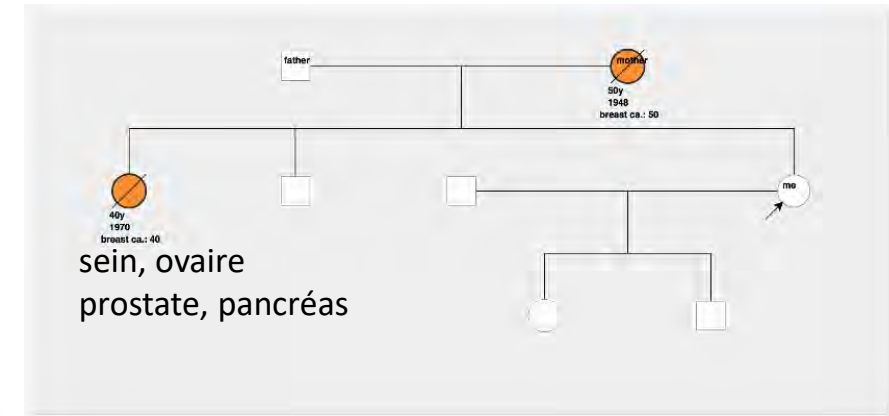 father
mother
50y
1948
breast ca.: 50
me
40y
1970
breast ca.: 40
sein, ovaire
prostate, pancréas